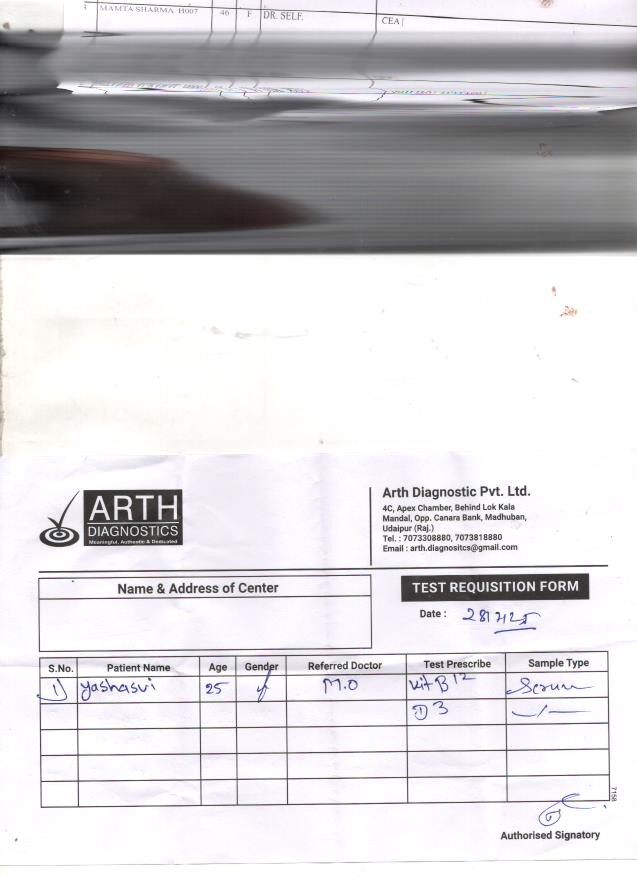 MAMTA SHARMA H007 46 F DR. SELF. CEA
ARTH
DIAGNOSTICS
Meaningful, Authentic & Dedicated
Arth Diagnostic Pvt. Ltd.
4C, Apex Chamber, Behind Lok Kala
Mandal, Opp. Canara Bank, Madhuban,
Udaipur (Raj.)
Tel. : 7073308880, 7073818880
Email : arth.diagnositcs@gmail.com
Name & Address of Center
TEST REQUISITION FORM
Date : 28/7/25
S.No. Patient Name Age Gender Referred Doctor Test Prescribe Sample Type
1) Yashasvi 25 F M.O Vit B12 Serum
D3
7158
Authorised Signatory